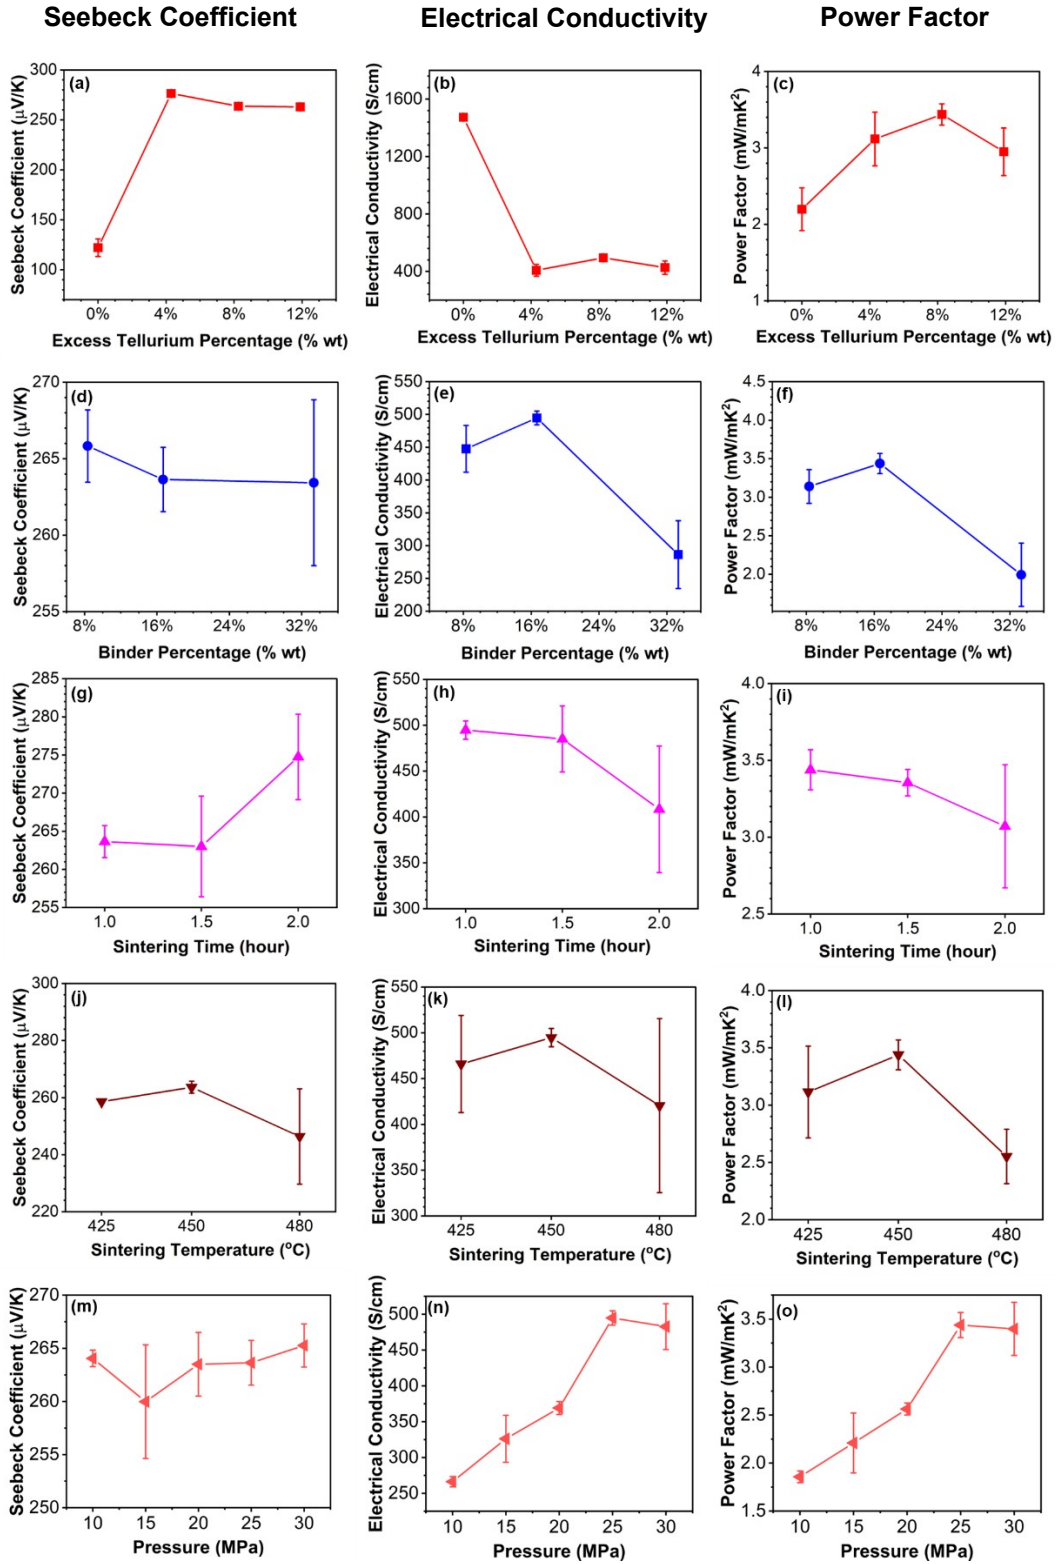 Seebeck Coefficient Electrical Conductivity Power Factor
(a)
Seebeck Coefficient (μV/K)
300
250
200
150
100
0% 4% 8% 12%
Excess Tellurium Percentage (% wt)
(b)
Electrical Conductivity (S/cm)
1600
1200
800
400
0% 4% 8% 12%
Excess Tellurium Percentage (% wt)
(c)
Power Factor (mW/mK²)
4
3
2
1
0% 4% 8% 12%
Excess Tellurium Percentage (% wt)
(d)
Seebeck Coefficient (μV/K)
270
265
260
255
8% 16% 24% 32%
Binder Percentage (% wt)
(e)
Electrical Conductivity (S/cm)
550
500
450
400
350
300
250
200
8% 16% 24% 32%
Binder Percentage (% wt)
(f)
Power Factor (mW/mK²)
4.5
4.0
3.5
3.0
2.5
2.0
8% 16% 24% 32%
Binder Percentage (% wt)
(g)
Seebeck Coefficient (μV/K)
285
280
275
270
265
260
255
1.0 1.5 2.0
Sintering Time (hour)
(h)
Electrical Conductivity (S/cm)
550
500
450
400
350
300
1.0 1.5 2.0
Sintering Time (hour)
(i)
Power Factor (mW/mK²)
4.0
3.5
3.0
2.5
1.0 1.5 2.0
Sintering Time (hour)
(j)
Seebeck Coefficient (μV/K)
300
280
260
240
220
425 450 480
Sintering Temperature (°C)
(k)
Electrical Conductivity (S/cm)
550
500
450
400
350
300
425 450 480
Sintering Temperature (°C)
(l)
Power Factor (mW/mK²)
4.0
3.5
3.0
2.5
2.0
425 450 480
Sintering Temperature (°C)
(m)
Seebeck Coefficient (μV/K)
270
265
260
255
250
10 15 20 25 30
Pressure (MPa)
(n)
Electrical Conductivity (S/cm)
500
450
400
350
300
250
10 15 20 25 30
Pressure (MPa)
(o)
Power Factor (mW/mK²)
3.5
3.0
2.5
2.0
1.5
10 15 20 25 30
Pressure (MPa)